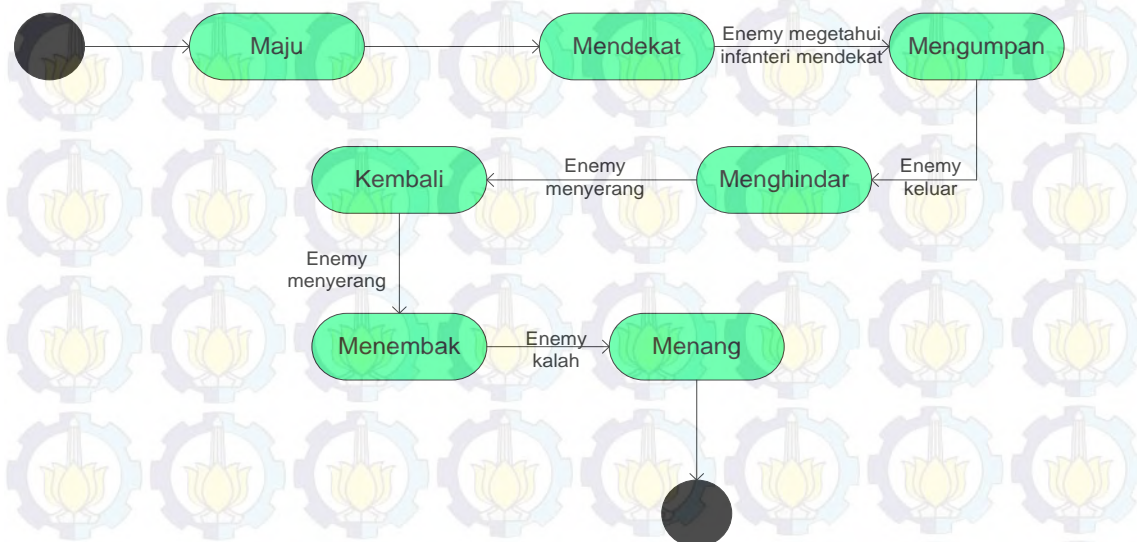 Maju
Mendekat
Enemy megetahui
infanteri mendekat
Mengumpan
Enemy
keluar
Menghindar
Enemy
menyerang
Kembali
Enemy
menyerang
Menembak
Enemy
kalah
Menang